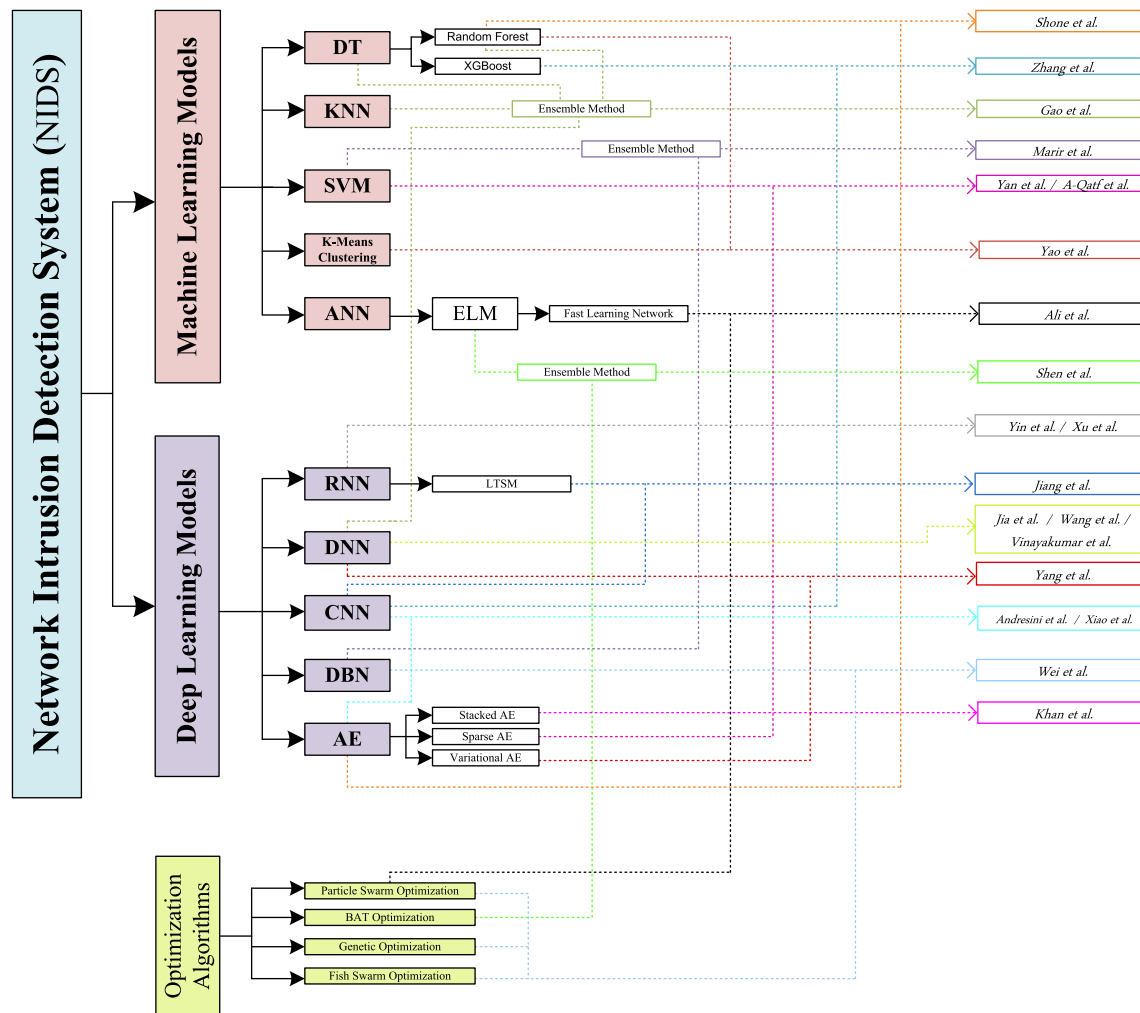 Network Intrusion Detection System (NIDS)
Machine Learning Models
DT
Random Forest
XGBoost
KNN
Ensemble Method
Ensemble Method
SVM
K-Means
Clustering
ANN
ELM
Fast Learning Network
Ensemble Method
Deep Learning Models
RNN
LTSM
DNN
CNN
DBN
AE
Stacked AE
Sparse AE
Variational AE
Optimization
Algorithms
Particle Swarm Optimization
BAT Optimization
Genetic Optimization
Fish Swarm Optimization
Shone et al.
Zhang et al.
Gao et al.
Marir et al.
Yan et al. / A-Qatf et al.
Yao et al.
Ali et al.
Shen et al.
Yin et al. / Xu et al.
Jiang et al.
Jia et al. / Wang et al. /
Vinayakumar et al.
Yang et al.
Andresini et al. / Xiao et al.
Wei et al.
Khan et al.